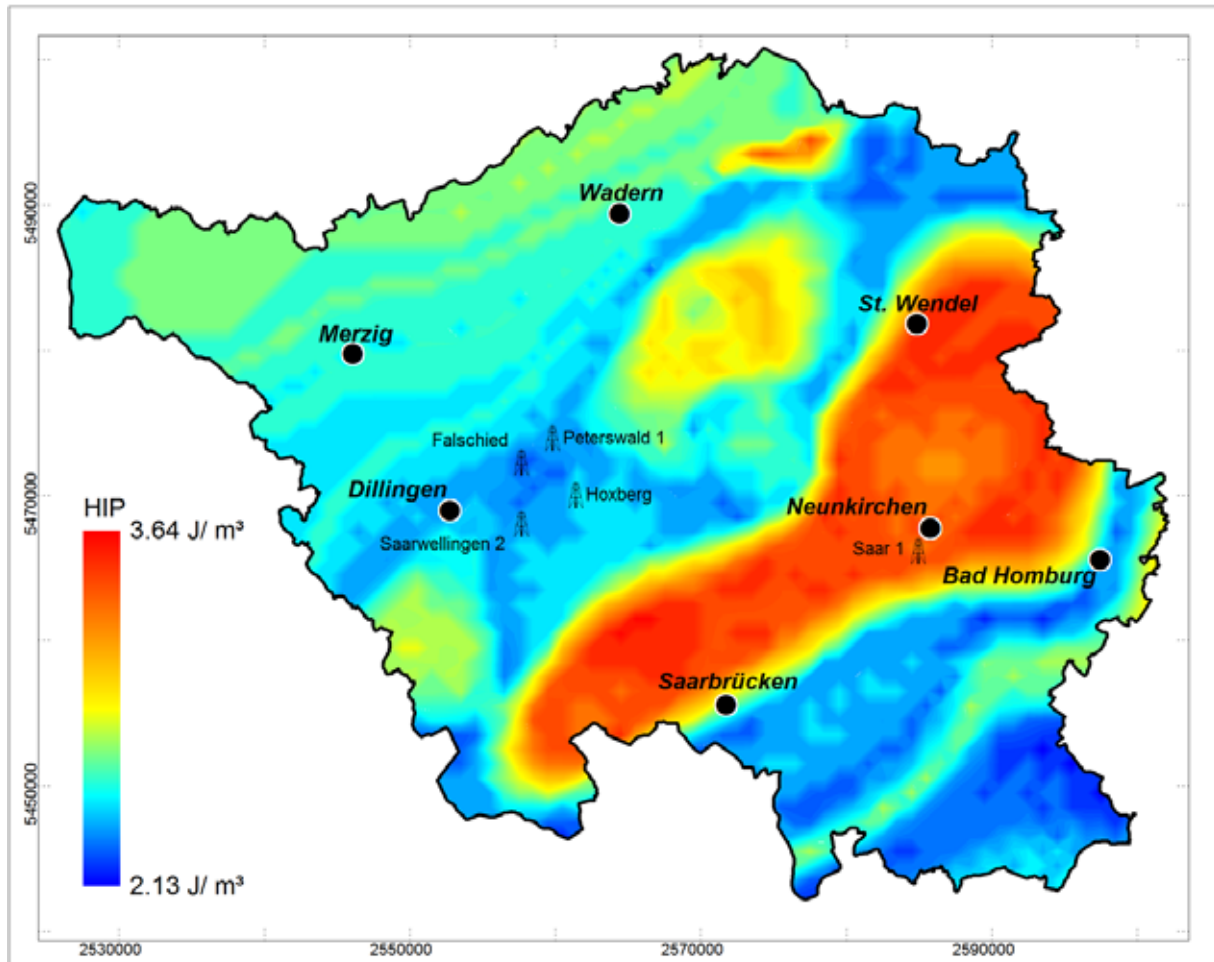 Wadern
5490000
St. Wendel
Merzig
Falschied
Peterswald 1
Dillingen
Hoxberg
5470000
HIP
Neunkirchen
3.64 J/ m³
Saarwellingen 2
Saar 1
Bad Homburg
Saarbrücken
5450000
2.13 J/ m³
2530000
2550000
2570000
2590000